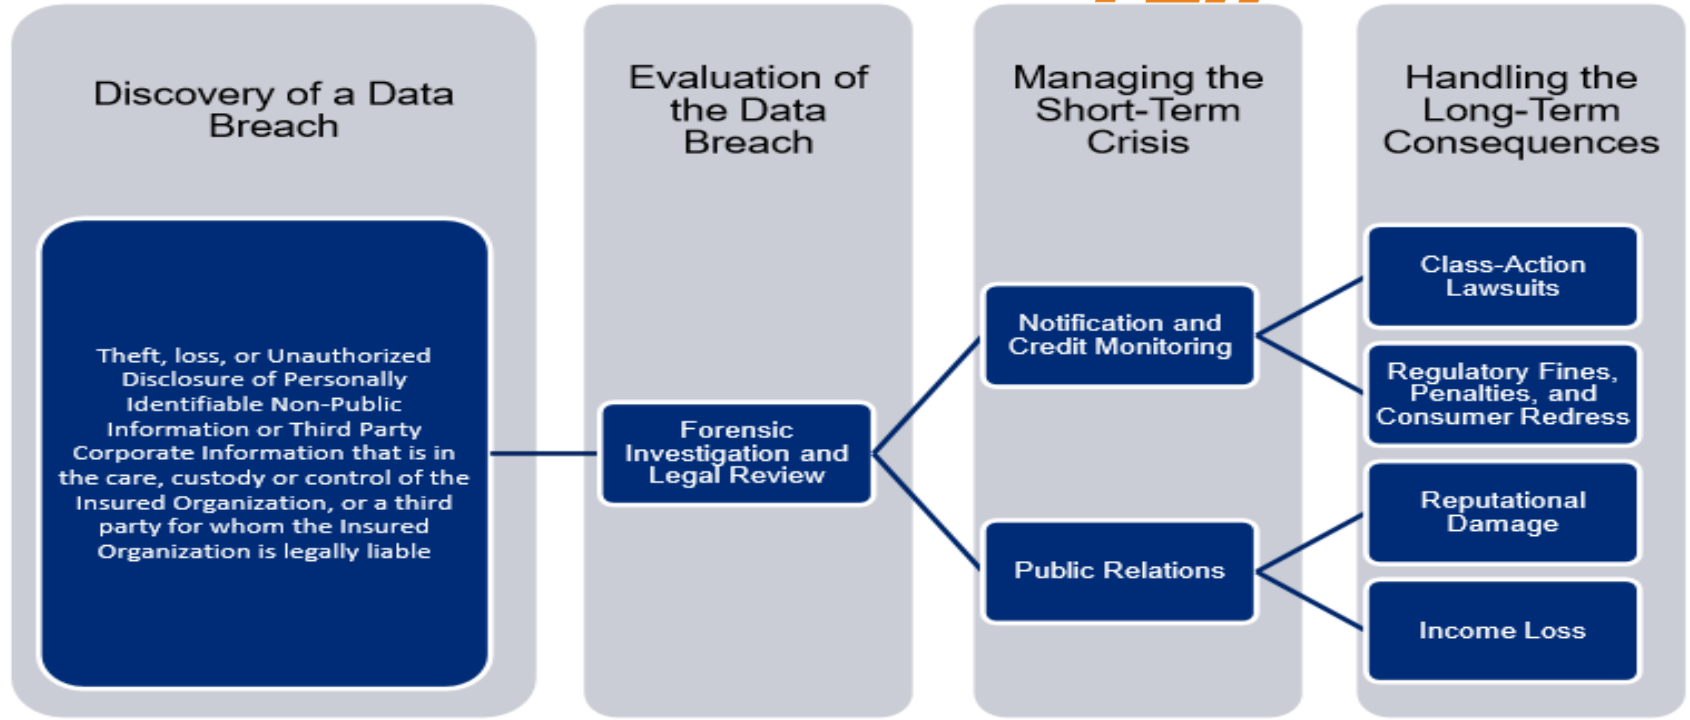 Discovery of a Data
Breach
Theft, loss, or Unauthorized
Disclosure of Personally
Identifiable Non-Public
Information or Third Party
Corporate Information that is in
the care, custody or control of the
Insured Organization, or a third
party for whom the Insured
Organization is legally liable
Evaluation of
the Data
Breach
Forensic
Investigation and
Legal Review
Managing the
Short-Term
Crisis
Notification and
Credit Monitoring
Public Relations
Handling the
Long-Term
Consequences
Class-Action
Lawsuits
Regulatory Fines,
Penalties, and
Consumer Redress
Reputational
Damage
Income Loss